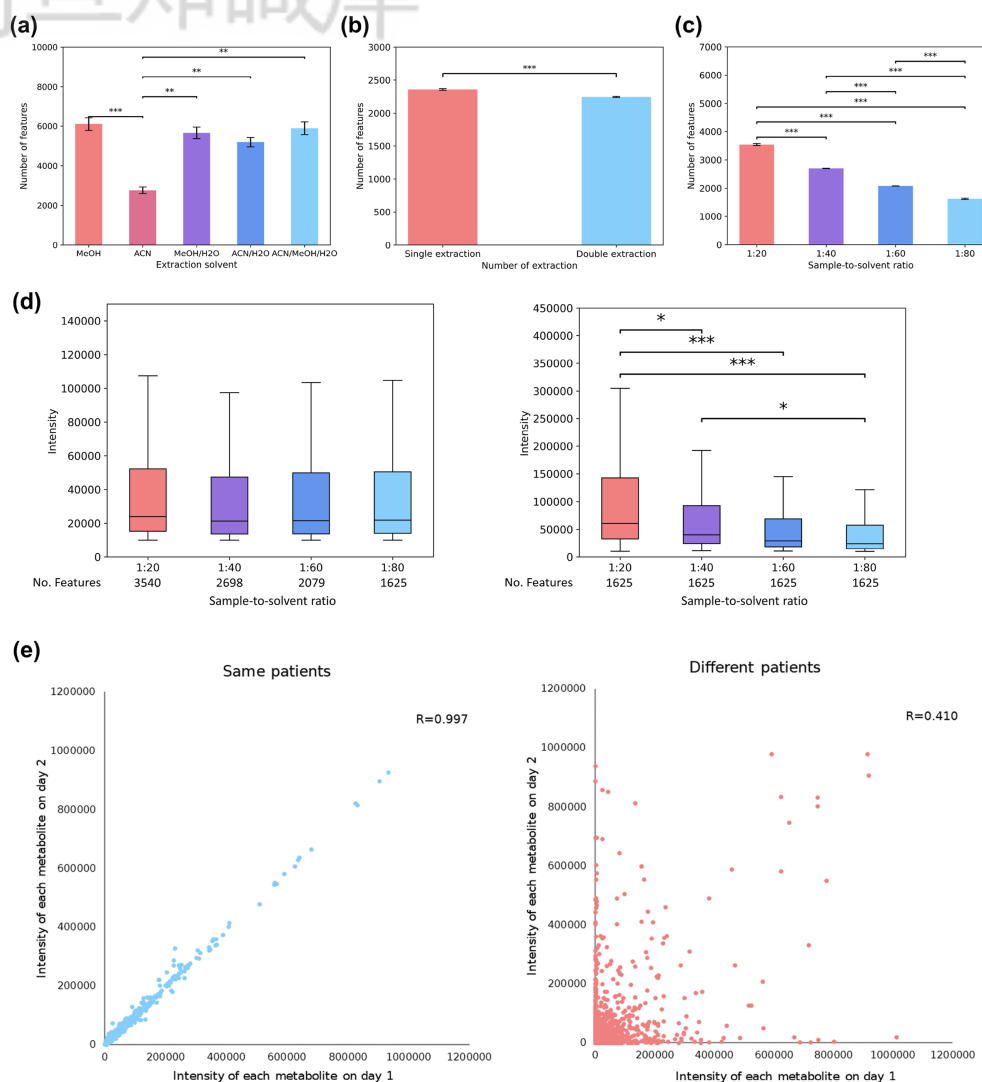 (a)
10000
8000
6000
4000
2000
0
Number of features
**
**
**
***
MeOH
ACN
MeOH/H2O
ACN/H2O
ACN/MeOH/H2O
Extraction solvent
(b)
3000
2500
2000
1500
1000
500
0
Number of features
***
Single extraction
Double extraction
Number of extraction
(c)
7000
6000
5000
4000
3000
2000
1000
0
Number of features
***
***
***
***
***
***
1:20
1:40
1:60
1:80
Sample-to-solvent ratio
(d)
140000
120000
100000
80000
60000
40000
20000
0
Intensity
1:20 1:40 1:60 1:80
No. Features 3540 2698 2079 1625
Sample-to-solvent ratio
450000
400000
350000
300000
250000
200000
150000
100000
50000
0
Intensity
*
***
***
*
1:20 1:40 1:60 1:80
No. Features 1625 1625 1625 1625
Sample-to-solvent ratio
(e)
Same patients
R=0.997
1200000
1000000
800000
600000
400000
200000
0
Intensity of each metabolite on day 2
0 200000 400000 600000 800000 1000000 1200000
Intensity of each metabolite on day 1
Different patients
R=0.410
1200000
1000000
800000
600000
400000
200000
0
Intensity of each metabolite on day 2
0 200000 400000 600000 800000 1000000 1200000
Intensity of each metabolite on day 1